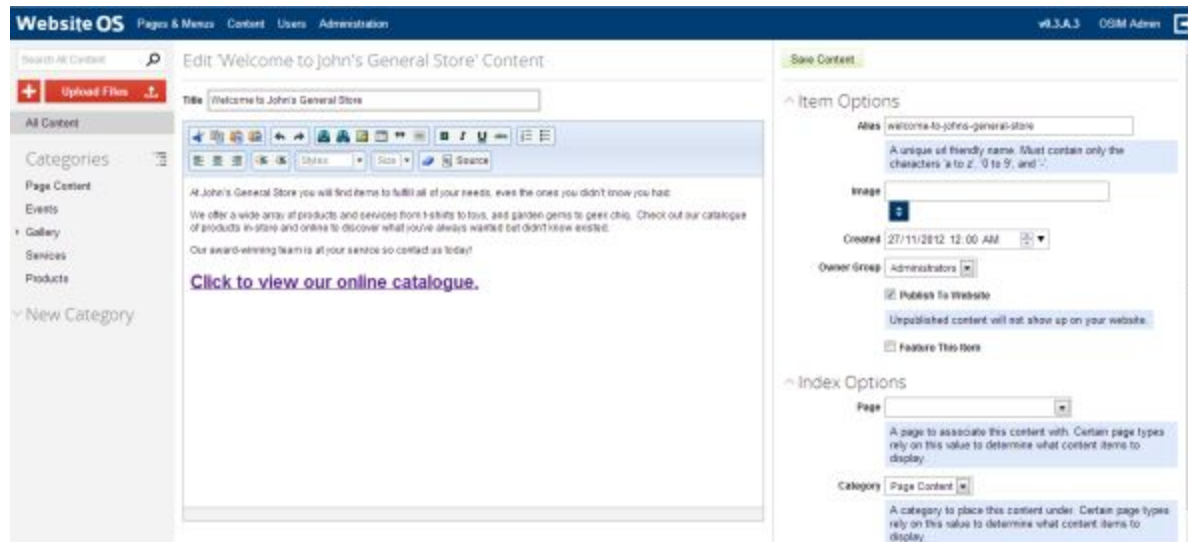 Website OS Pages & Menus Content Users Administration v0.3.A.3 OSIM Admin
Search All Content
Upload Files
All Content
Categories
Page Content
Events
Gallery
Services
Products
New Category
Edit 'Welcome to John's General Store' Content
Title Welcome to John's General Store
Styles Size Source
At John's General Store you will find items to fulfill all of your needs, even the ones you didn't know you had.
We offer a wide array of products and services from t-shirts to toys, and garden gems to geek chiq. Check out our catalogue
of products in-store and online to discover what you've always wanted but didn't know existed.
Our award-winning team is at your service so contact us today!
Click to view our online catalogue.
Save Content
Item Options
Alias welcome-to-johns-general-store
A unique url friendly name. Must contain only the
characters 'a to z', '0 to 9', and '-'.
Image
Created 27/11/2012 12:00 AM
Owner Group Administrators
Publish To Website
Unpublished content will not show up on your website.
Feature This Item
Index Options
Page
A page to associate this content with. Certain page types
rely on this value to determine what content items to
display.
Category Page Content
A category to place this content under. Certain page types
rely on this value to determine what content items to
display.